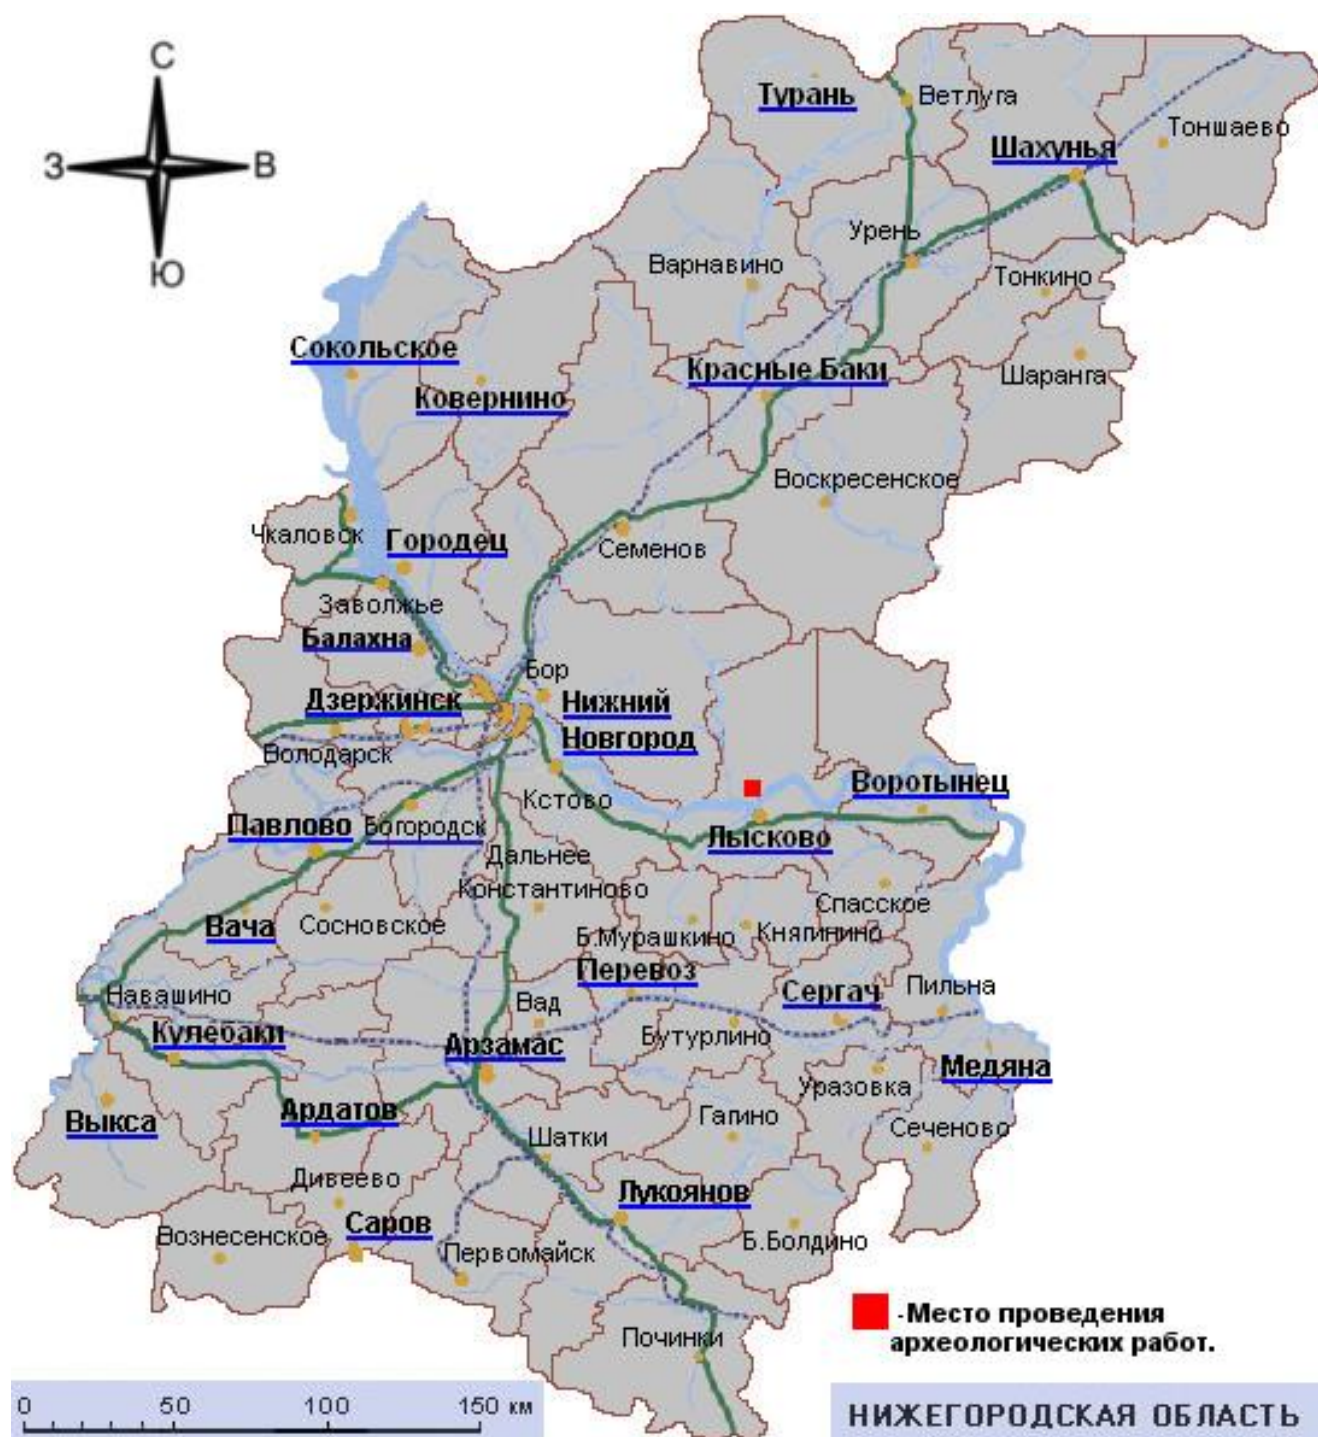 С
З
В
Ю
Турань
Ветлуга
Тоншаево
Шахунья
Урень
Варнавино
Тонкино
Сокольское
Красные Баки
Шаранга
Ковернино
Воскресенское
Чкаловск
Городец
Семенов
Заволжье
Балахна
Бор
Дзержинск
Нижний
Новгород
Володарск
Воротынец
Кстово
Павлово
Богородск
Лысково
Дальнее
Константиново
Спасское
Вача
Сосновское
Б.Мурашкино
Княгинино
Перевоз
Навашино
Вад
Сергач
Пильна
Кулебаки
Бутурлино
Арзамас
Медяна
Уразовка
Выкса
Ардатов
Гагино
Сеченово
Шатки
Дивеево
Лукоянов
Вознесенское
Саров
Б.Болдино
Первомайск
Починки
-Место проведения
археологических работ.
0 50 100 150 км
НИЖЕГОРОДСКАЯ ОБЛАСТЬ